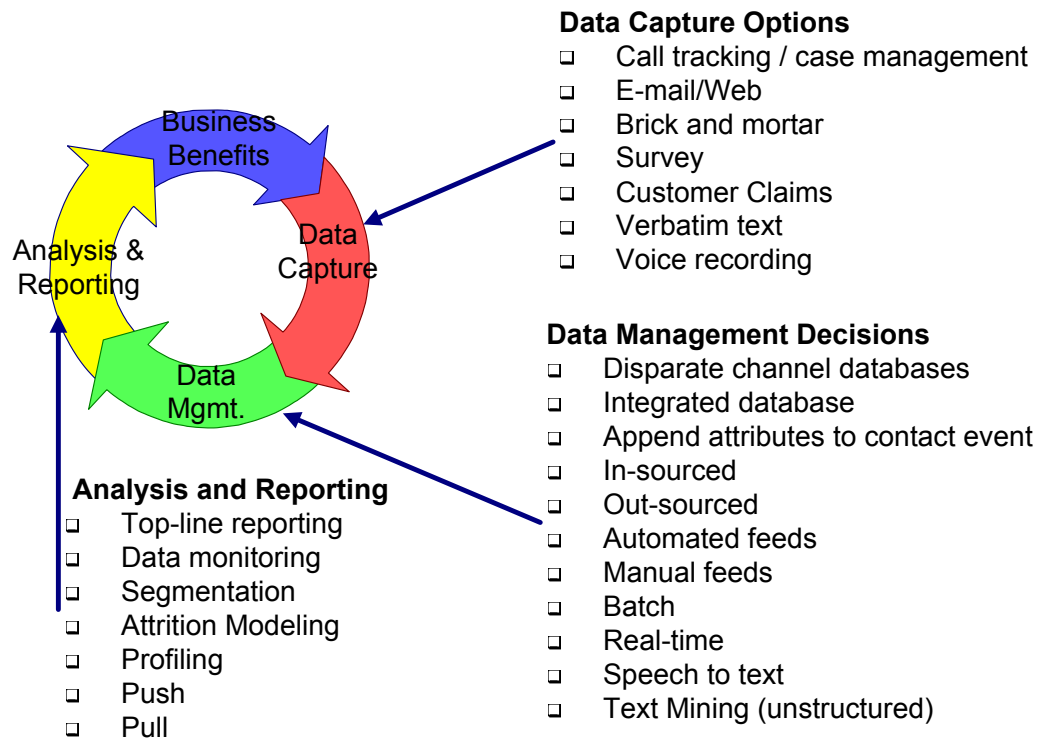 Business
Benefits
Data
Capture
Data
Mgmt.
Analysis &
Reporting
Data Capture Options
Call tracking / case management
E-mail/Web
Brick and mortar
Survey
Customer Claims
Verbatim text
Voice recording
Data Management Decisions
Disparate channel databases
Integrated database
Append attributes to contact event
In-sourced
Out-sourced
Automated feeds
Manual feeds
Batch
Real-time
Speech to text
Text Mining (unstructured)
Analysis and Reporting
Top-line reporting
Data monitoring
Segmentation
Attrition Modeling
Profiling
Push
Pull